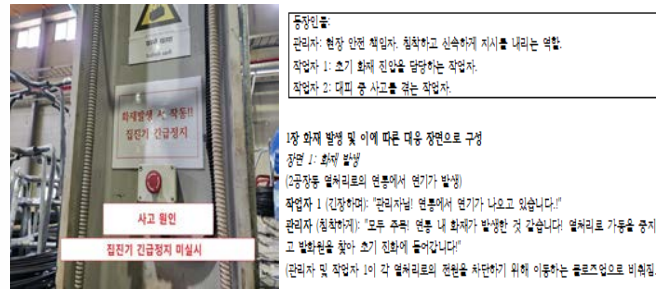 화재발생 시 작동!!
집진기 긴급정지
사고 원인
집진기 긴급정지 미실시
등장인물:
관리자: 현장 안전 책임자. 침착하고 신속하게 지시를 내리는 역할.
작업자 1: 초기 화재 진압을 담당하는 작업자.
작업자 2: 대피 중 사고를 겪는 작업자.
1장 화재 발생 및 이에 따른 대응 장면으로 구성
장면 1: 화재 발생
(2공장동 열처리로의 연통에서 연기가 발생)
작업자 1 (긴장하며): "관리자님! 연통에서 연기가 나오고 있습니다.!"
관리자 (침착하게): "모두 주목! 연통 내 화재가 발생한 것 같습니다! 열처리로 가동을 중지
고 발화원을 찾아 초기 진화에 들어갑니다!"
(관리자 및 작업자 1이 각 열처리로의 전원을 차단하기 위해 이동하는 클로즈업으로 비춰짐.